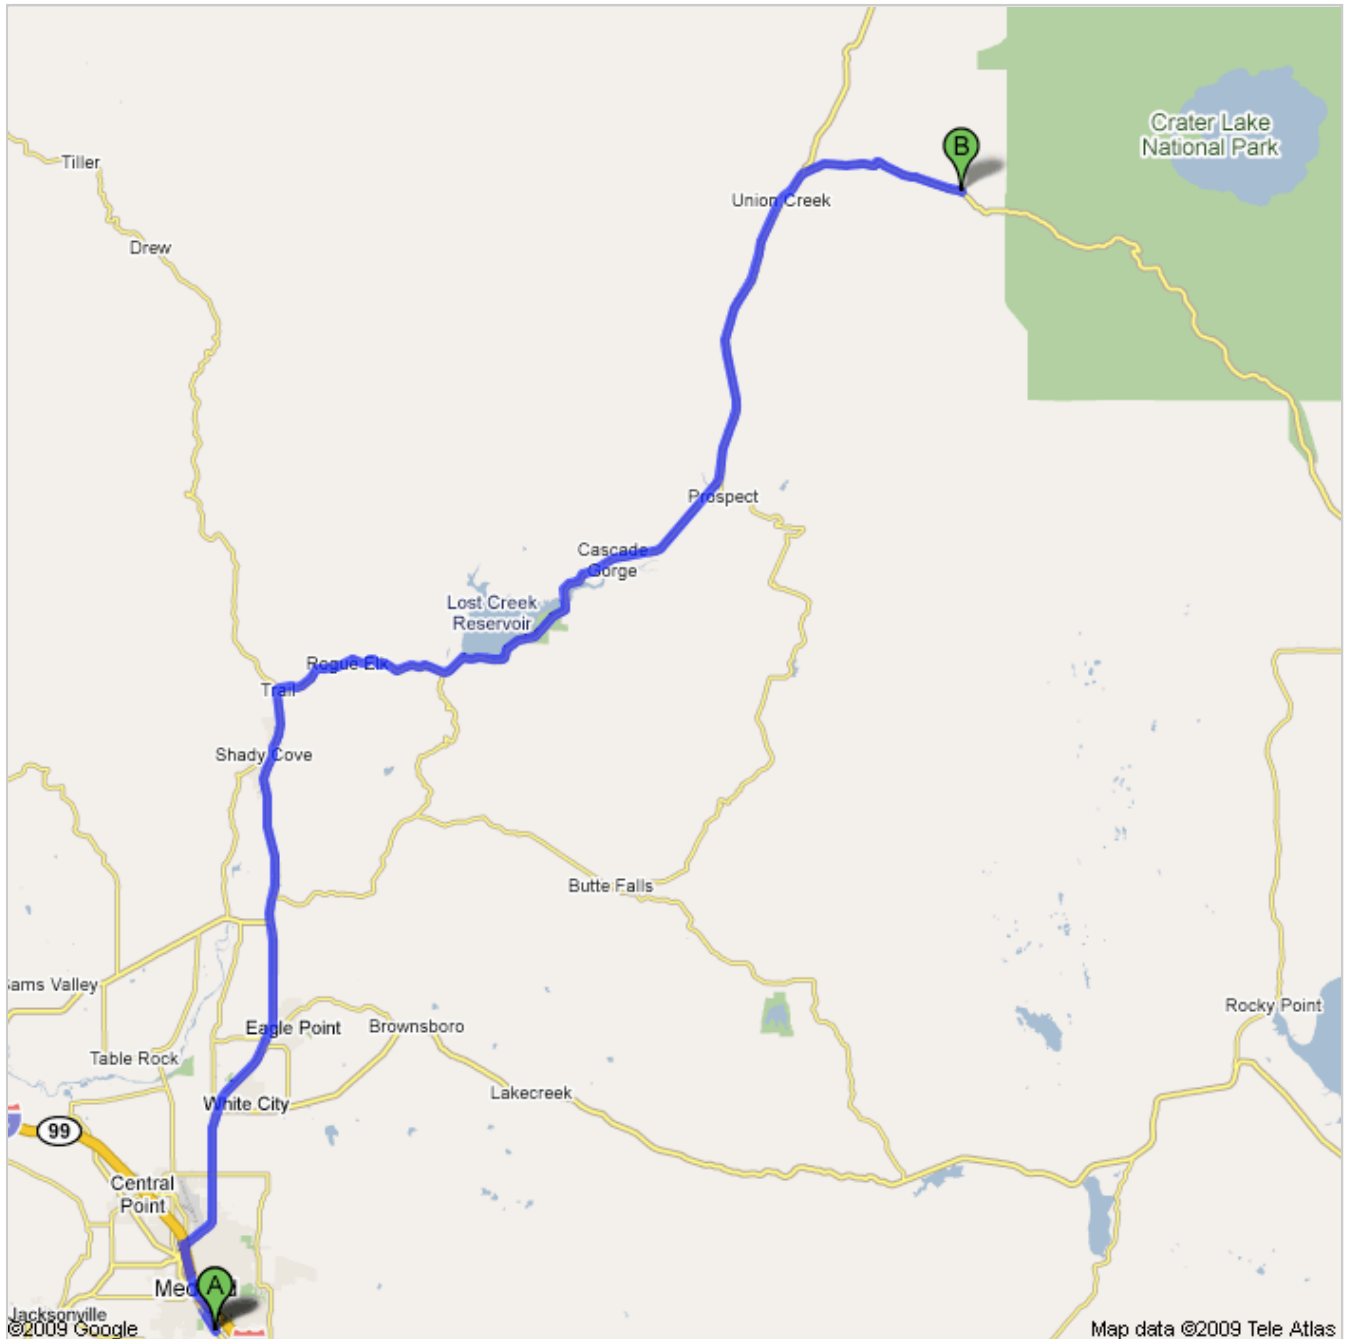 Crater Lake
National Park
B
Tiller
Union Creek
Drew
Prospect
Cascade
Gorge
Lost Creek
Reservoir
Rogue Elk
Trail
Shady Cove
Butte Falls
ams Valley
Rocky Point
Eagle Point
Brownsboro
Table Rock
Lakecreek
White City
99
Central
Point
A
Jacksonville
©2009 Google
Map data ©2009 Tele Atlas